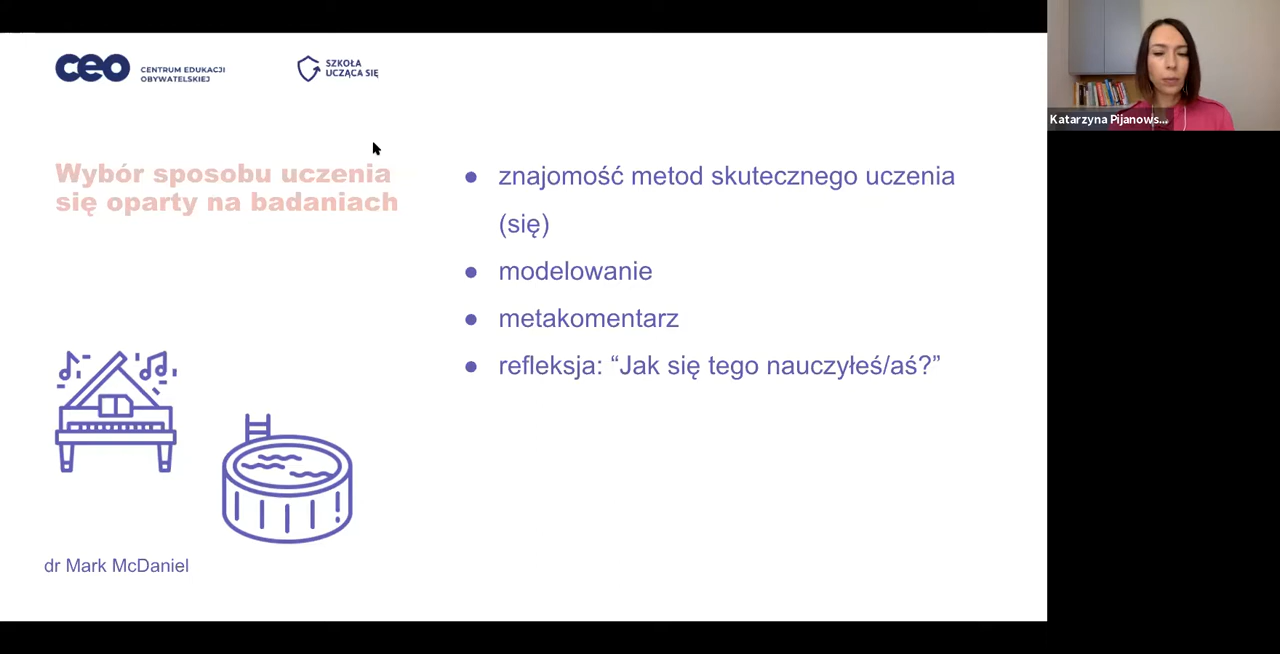 ceo
CENTRUM EDUKACJI
OBYWATELSKIEJ
SZKOŁA
UCZĄCA SIĘ
Katarzyna Pijanows...
Wybór sposobu uczenia
się oparty na badaniach
● znajomość metod skutecznego uczenia
(się)
● modelowanie
● metakomentarz
● refleksja: “Jak się tego nauczyłeś/aś?”
dr Mark McDaniel